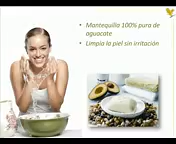 • Mantequilla 100% pura de
aguacate
• Limpia la piel sin irritación